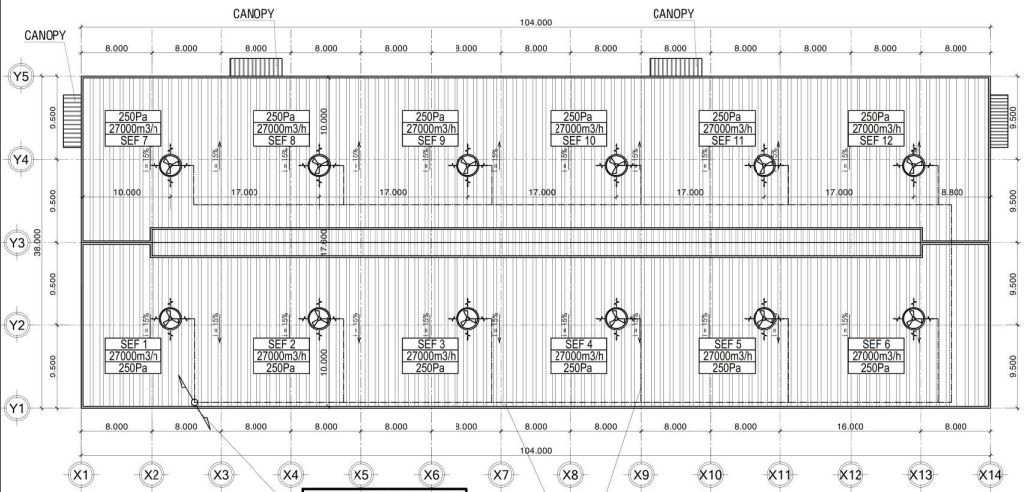 CANOPY CANOPY
CANOPY
104.000
8.000 8.000 8.000 8.000 8.000 8.000 8.000 8.000 8.000 8.000 8.000 8.000
Y5
9.500 9.500
250Pa 250Pa 250Pa 250Pa 250Pa 250Pa
27000m3/h 27000m3/h 27000m3/h 27000m3/h 27000m3/h 27000m3/h
SEF 7 SEF 8 SEF 9 SEF 10 SEF 11 SEF 12
10.000
Y4
10.000 17.000 17.000 17.000 17.000 17.000 8.800
9.500 9.500
Y3
38.000 17.600
9.500 9.500
Y2
SEF 1 SEF 2 SEF 3 SEF 4 SEF 5 SEF 6
27000m3/h 27000m3/h 27000m3/h 27000m3/h 27000m3/h 27000m3/h
250Pa 250Pa 250Pa 250Pa 250Pa 250Pa
10.000
9.500 9.500
Y1
8.000 8.000 8.000 8.000 8.000 8.000 8.000 8.000 8.000 8.000 16.000 8.000
104.000
X1 X2 X3 X4 X5 X6 X7 X8 X9 X10 X11 X12 X13 X14